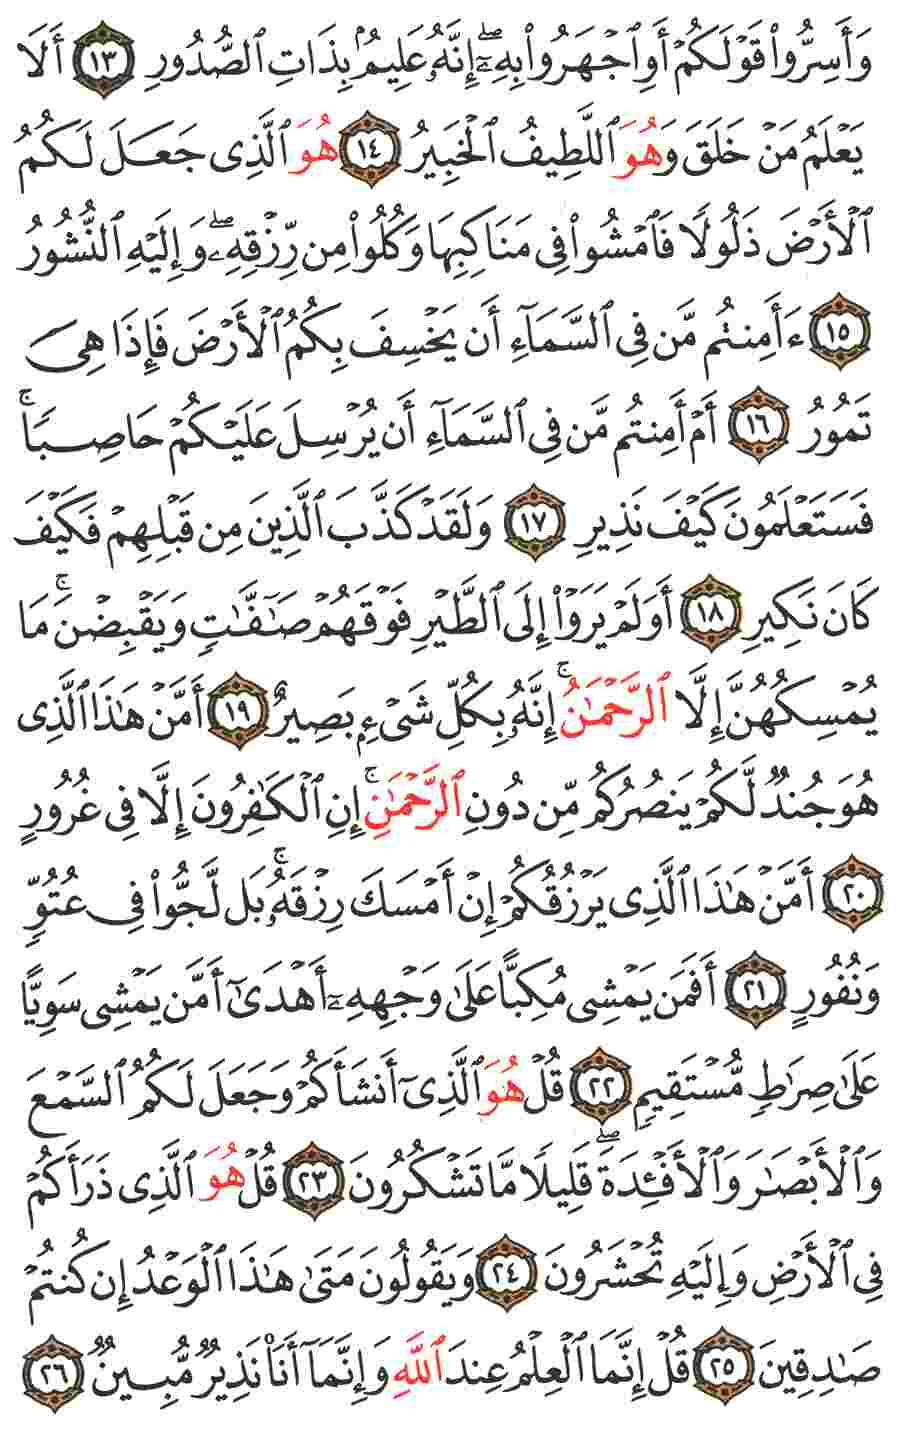 وَأَسِرُّوا۟ قَوْلَكُمْ أَوِ ٱجْهَرُوا۟ بِهِۦٓ ۖ إِنَّهُۥ عَلِيمٌۢ بِذَاتِ ٱلصُّدُورِ ١٣ أَلَا
يَعْلَمُ مَنْ خَلَقَ وَهُوَ ٱللَّطِيفُ ٱلْخَبِيرُ ١٤ هُوَ ٱلَّذِى جَعَلَ لَكُمُ
ٱلْأَرْضَ ذَلُولًا فَٱمْشُوا۟ فِى مَنَاكِبِهَا وَكُلُوا۟ مِن رِّزْقِهِۦ ۖ وَإِلَيْهِ ٱلنُّشُورُ
١٥ ءَأَمِنتُم مَّن فِى ٱلسَّمَآءِ أَن يَخْسِفَ بِكُمُ ٱلْأَرْضَ فَإِذَا هِىَ
تَمُورُ ١٦ أَمْ أَمِنتُم مَّن فِى ٱلسَّمَآءِ أَن يُرْسِلَ عَلَيْكُمْ حَاصِبًا ۖ
فَسَتَعْلَمُونَ كَيْفَ نَذِيرِ ١٧ وَلَقَدْ كَذَّبَ ٱلَّذِينَ مِن قَبْلِهِمْ فَكَيْفَ
كَانَ نَكِيرِ ١٨ أَوَلَمْ يَرَوْا۟ إِلَى ٱلطَّيْرِ فَوْقَهُمْ صَـٰٓفَّـٰتٍ وَيَقْبِضْنَ ۚ مَا
يُمْسِكُهُنَّ إِلَّا ٱلرَّحْمَـٰنُ ۚ إِنَّهُۥ بِكُلِّ شَىْءٍۭ بَصِيرٌ ١٩ أَمَّنْ هَـٰذَا ٱلَّذِى
هُوَ جُندٌ لَّكُمْ يَنصُرُكُم مِّن دُونِ ٱلرَّحْمَـٰنِ ۚ إِنِ ٱلْكَـٰفِرُونَ إِلَّا فِى غُرُورٍ
٢٠ أَمَّنْ هَـٰذَا ٱلَّذِى يَرْزُقُكُمْ إِنْ أَمْسَكَ رِزْقَهُۥ ۚ بَل لَّجُّوا۟ فِى عُتُوٍّ
وَنُفُورٍ ٢١ أَفَمَن يَمْشِى مُكِبًّا عَلَىٰ وَجْهِهِۦٓ أَهْدَىٰٓ أَمَّن يَمْشِى سَوِيًّا
عَلَىٰ صِرَٰطٍ مُّسْتَقِيمٍ ٢٢ قُلْ هُوَ ٱلَّذِىٓ أَنشَأَكُمْ وَجَعَلَ لَكُمُ ٱلسَّمْعَ
وَٱلْأَبْصَـٰرَ وَٱلْأَفْـِٔدَةَ ۖ قَلِيلًا مَّا تَشْكُرُونَ ٢٣ قُلْ هُوَ ٱلَّذِى ذَرَأَكُمْ
فِى ٱلْأَرْضِ وَإِلَيْهِ تُحْشَرُونَ ٢٤ وَيَقُولُونَ مَتَىٰ هَـٰذَا ٱلْوَعْدُ إِن كُنتُمْ
صَـٰدِقِينَ ٢٥ قُلْ إِنَّمَا ٱلْعِلْمُ عِندَ ٱللَّهِ وَإِنَّمَآ أَنَا۠ نَذِيرٌ مُّبِينٌ ٢٦